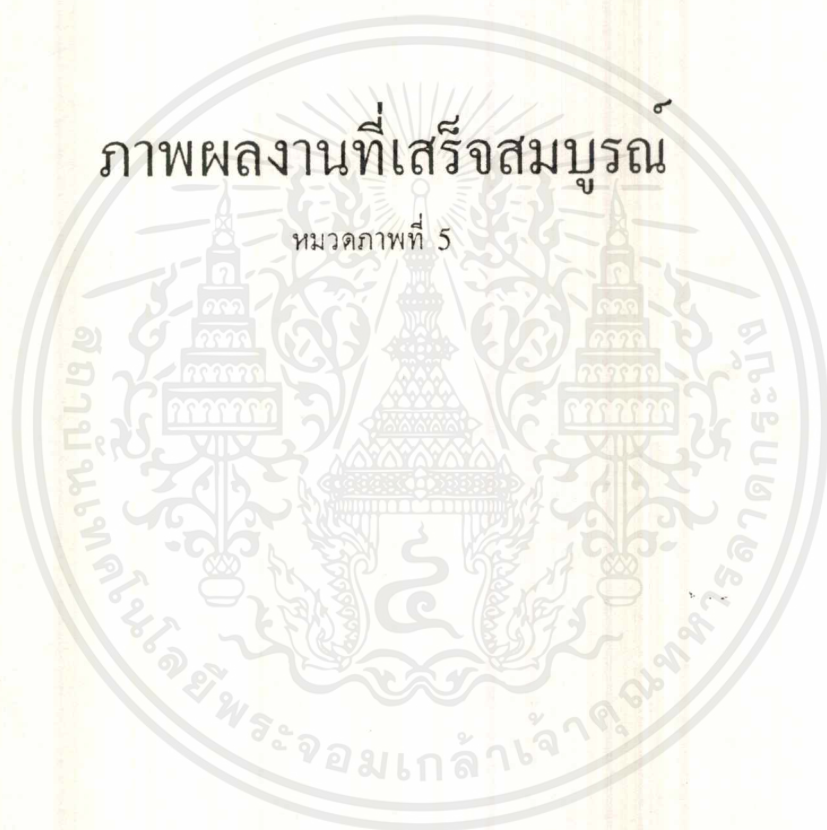 ภาพผลงานที่เสร็จสมบูรณ์
หมวดภาพที่ 5
สถาบันเทคโนโลยีพระจอมเกล้าเจ้าคุณทหารลาดกระบัง